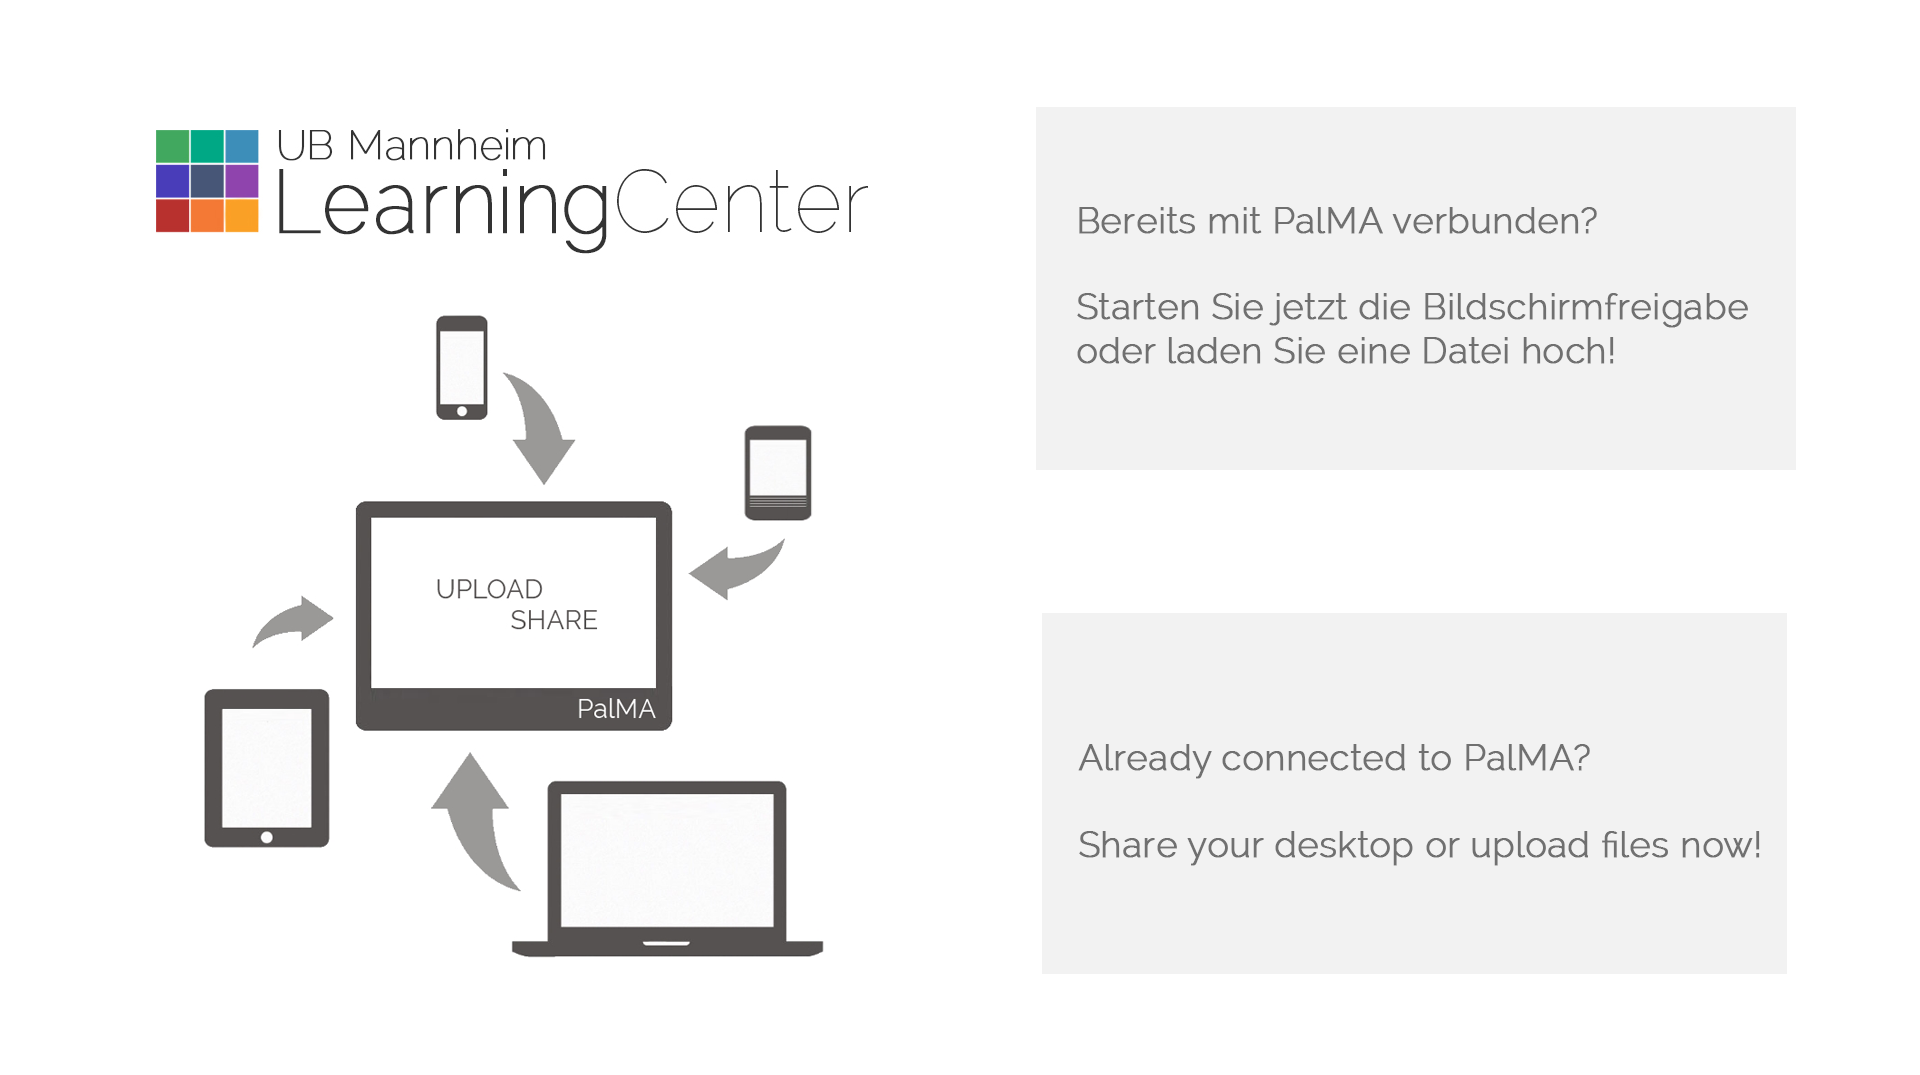 UB Mannheim
LearningCenter
UPLOAD
SHARE
PalMA
Bereits mit PalMA verbunden?
Starten Sie jetzt die Bildschirmfreigabe
oder laden Sie eine Datei hoch!
Already connected to PalMA?
Share your desktop or upload files now!